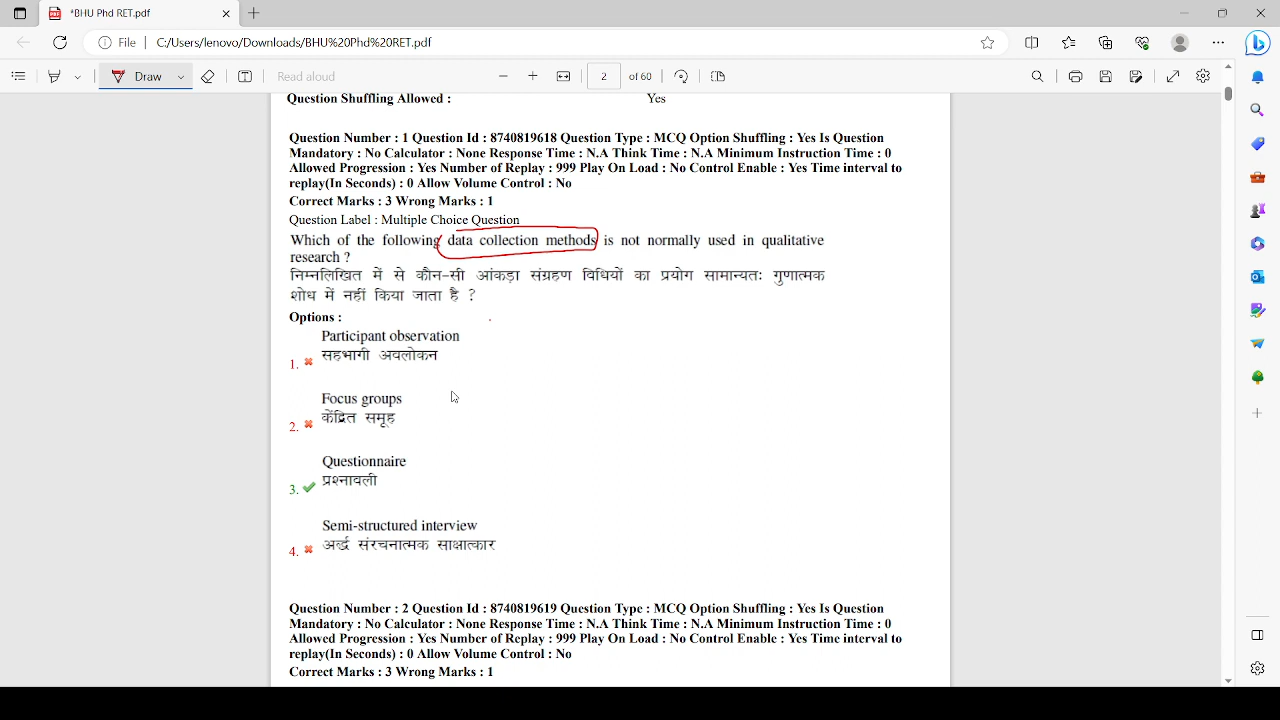 *BHU Phd RET.pdf
File | C:/Users/lenovo/Downloads/BHU%20Phd%20RET.pdf
Draw
Read aloud
2 of 60
Question Shuffling Allowed : Yes
Question Number : 1 Question Id : 8740819618 Question Type : MCQ Option Shuffling : Yes Is Question
Mandatory : No Calculator : None Response Time : N.A Think Time : N.A Minimum Instruction Time : 0
Allowed Progression : Yes Number of Replay : 999 Play On Load : No Control Enable : Yes Time interval to
replay(In Seconds) : 0 Allow Volume Control : No
Correct Marks : 3 Wrong Marks : 1
Question Label : Multiple Choice Question
Which of the following data collection methods is not normally used in qualitative
research ?
निम्नलिखित में से कौन-सी आंकड़ा संग्रहण विधियों का प्रयोग सामान्यतः गुणात्मक
शोध में नहीं किया जाता है ?
Options :
Participant observation
सहभागी अवलोकन
1.
Focus groups
केंद्रित समूह
2.
Questionnaire
प्रश्नावली
3.
Semi-structured interview
अर्द्ध संरचनात्मक साक्षात्कार
4.
Question Number : 2 Question Id : 8740819619 Question Type : MCQ Option Shuffling : Yes Is Question
Mandatory : No Calculator : None Response Time : N.A Think Time : N.A Minimum Instruction Time : 0
Allowed Progression : Yes Number of Replay : 999 Play On Load : No Control Enable : Yes Time interval to
replay(In Seconds) : 0 Allow Volume Control : No
Correct Marks : 3 Wrong Marks : 1